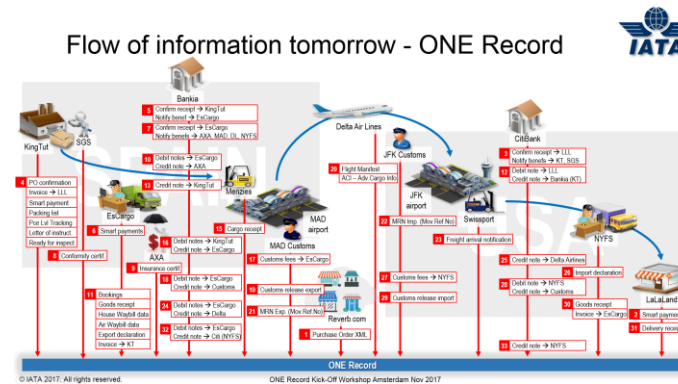 Flow of information tomorrow - ONE Record
IATA
SPAIN
USA
Bankia
5 Confirm receipt → KingTut
Notify benef → EsCargo
7 Confirm receipt → EsCargo
Notify benefs → AXA, MAD, DL, NYFS
10 Debit notes → EsCargo
Credit note → AXA
13 Credit note → KingTut
KingTut
SGS
4 PO confirmation
Invoice → LLL
Smart payment
Packing list
Pce Lvl Tracking
Letter of instruct.
Ready for inspect
8 Conformity certif
EsCargo
6 Smart payments
AXA
9 Insurance certif
11 Bookings
Goods receipt
House Waybill data
Air Waybill data
Export declaration
Invoice → KT
Menzies
15 Cargo receipt
16 Debit notes → KingTut
Credit note → EsCargo
18 Debit note → EsCargo
Credit note → Customs
24 Debit notes → EsCargo
Credit note → Delta
32 Debit notes → EsCargo
Credit note → Citi (NYFS)
MAD
airport
MAD Customs
17 Customs fees → EsCargo
19 Customs release export
21 MRN Exp. (Mov.Ref.No)
Reverb.com
1 Purchase Order XML
Delta Air Lines
20 Flight Manifest
ACI – Adv Cargo Info
JFK Customs
JFK
airport
22 MRN Imp. (Mov.Ref.No)
Swissport
23 Freight arrival notification
27 Customs fees → NYFS
29 Customs release import
CitiBank
3 Confirm receipt → LLL
Notify benefs → KT, SGS
12 Debit note → LLL
Credit note → Bankia (KT)
25 Credit note → Delta Airlines
28 Debit note → NYFS
Credit note → Customs
33 Credit note → NYFS
NYFS
26 Import declaration
30 Goods receipt
Invoice → EsCargo
LaLaLand
2 Smart payment
31 Delivery receipt
ONE Record
© IATA 2017; All rights reserved.
ONE Record Kick-Off Workshop Amsterdam Nov 2017